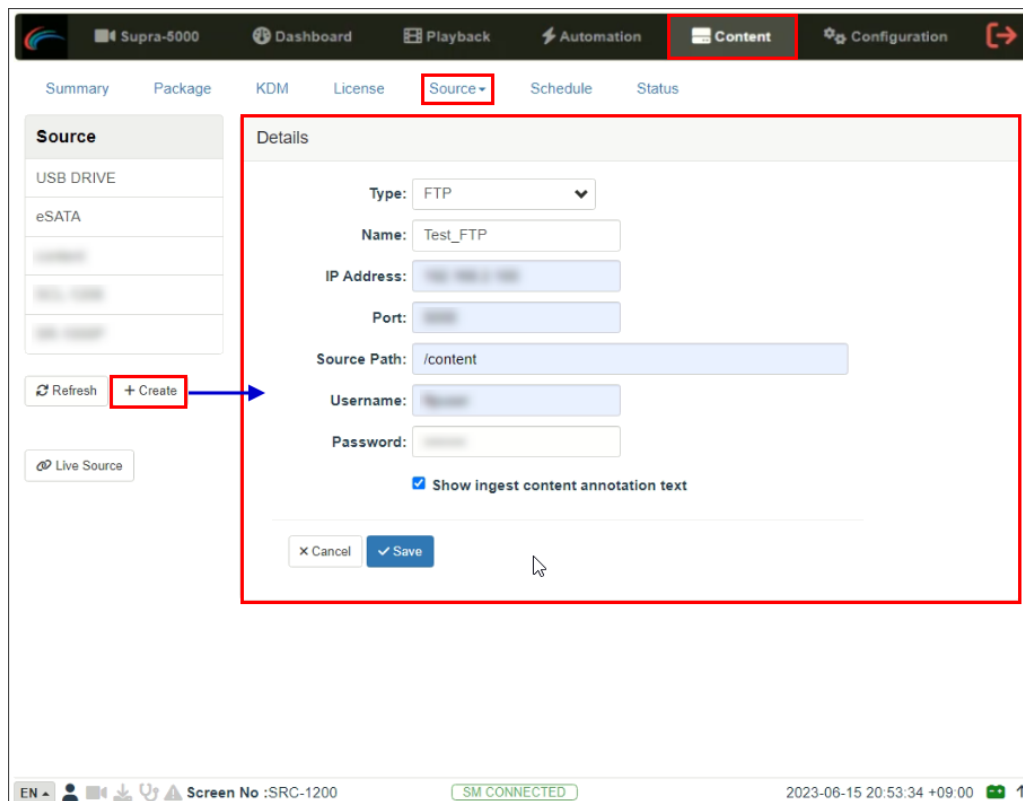 Supra-5000 Dashboard Playback Automation Content Configuration
Summary Package KDM License Source Schedule Status
Source
USB DRIVE
eSATA
Refresh + Create
Live Source
Details
Type: FTP
Name: Test_FTP
IP Address:
Port:
Source Path: /content
Username:
Password:
Show ingest content annotation text
Cancel Save
EN Screen No :SRC-1200 SM CONNECTED 2023-06-15 20:53:34 +09:00